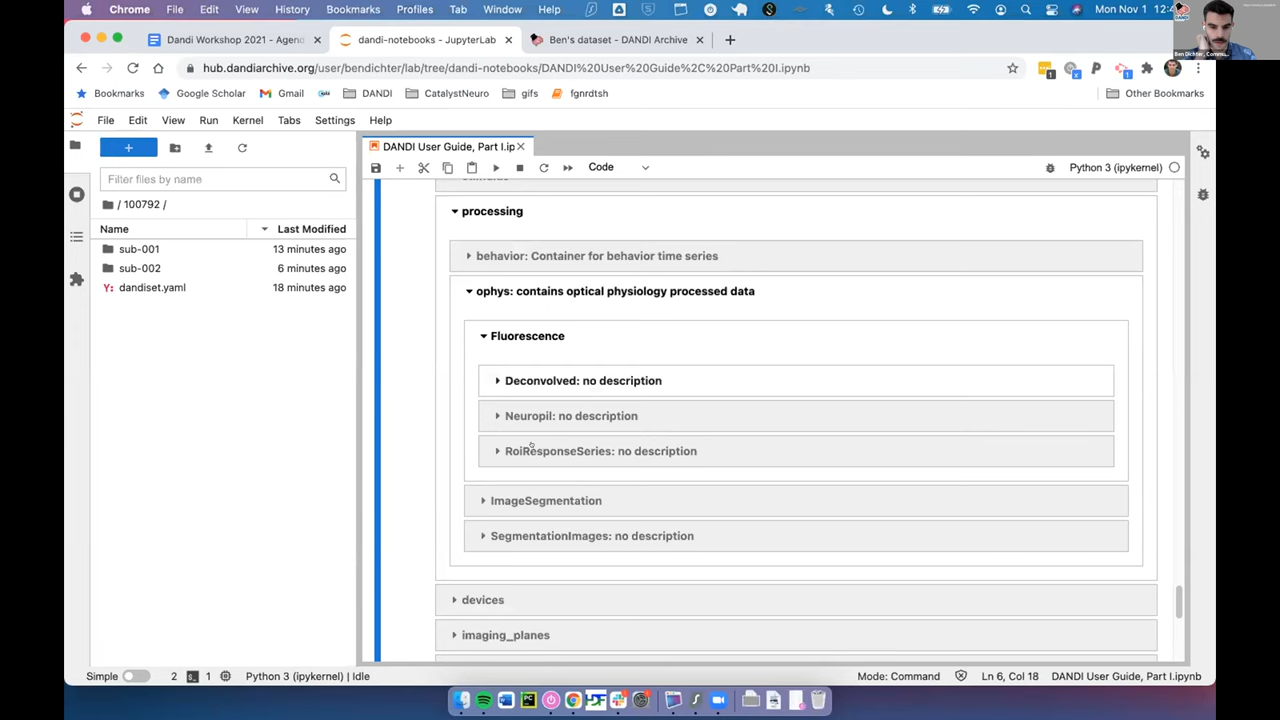 Chrome File Edit View History Bookmarks Profiles Tab Window Help Mon Nov 1
Ben Dichter,
Dandi Workshop 2021 - Agend
dandi-notebooks - JupyterLab
Ben's dataset - DANDI Archive
hub.dandiarchive.org/user/bendichter/lab/tree/dandi-notebooks/DANDI%20User%20Guide%2C%20Part%20I.ipynb
Bookmarks Google Scholar Gmail DANDI CatalystNeuro gifs fgnrdtsh Other Bookmarks
File Edit View Run Kernel Tabs Settings Help
DANDI User Guide, Part I.ip
Code
Python 3 (ipykernel)
Filter files by name
/ 100792 /
Name Last Modified
sub-001 13 minutes ago
sub-002 6 minutes ago
Y: dandiset.yaml 18 minutes ago
processing
behavior: Container for behavior time series
ophys: contains optical physiology processed data
Fluorescence
Deconvolved: no description
Neuropil: no description
RoiResponseSeries: no description
ImageSegmentation
SegmentationImages: no description
devices
imaging_planes
Simple 2 1 Python 3 (ipykernel) | Idle Mode: Command Ln 6, Col 18 DANDI User Guide, Part I.ipynb